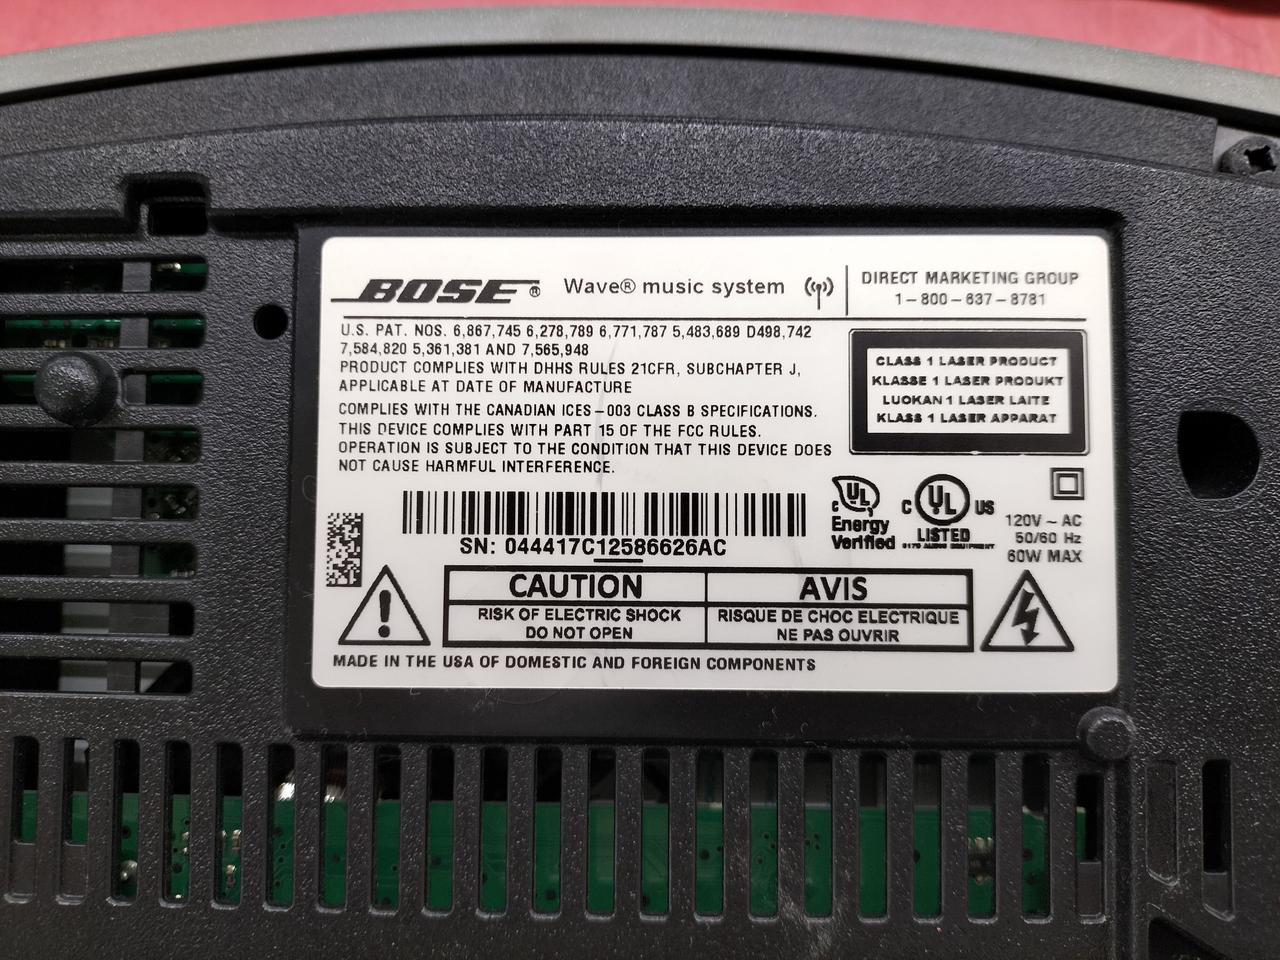 BOSE® Wave® music system
DIRECT MARKETING GROUP
1-800-637-8781
U.S. PAT. NOS. 6,867,745 6,278,789 6,771,787 5,483,689 D498,742
7,584,820 5,361,381 AND 7,565,948
PRODUCT COMPLIES WITH DHHS RULES 21CFR, SUBCHAPTER J,
APPLICABLE AT DATE OF MANUFACTURE
COMPLIES WITH THE CANADIAN ICES-003 CLASS B SPECIFICATIONS.
THIS DEVICE COMPLIES WITH PART 15 OF THE FCC RULES.
OPERATION IS SUBJECT TO THE CONDITION THAT THIS DEVICE DOES
NOT CAUSE HARMFUL INTERFERENCE.
CLASS 1 LASER PRODUCT
KLASSE 1 LASER PRODUKT
LUOKAN 1 LASER LAITE
KLASS 1 LASER APPARAT
SN: 044417C12586626AC
c UL
Energy
Verified
C UL US
LISTED
120V ~ AC
50/60 Hz
60W MAX
CAUTION
RISK OF ELECTRIC SHOCK
DO NOT OPEN
AVIS
RISQUE DE CHOC ELECTRIQUE
NE PAS OUVRIR
MADE IN THE USA OF DOMESTIC AND FOREIGN COMPONENTS